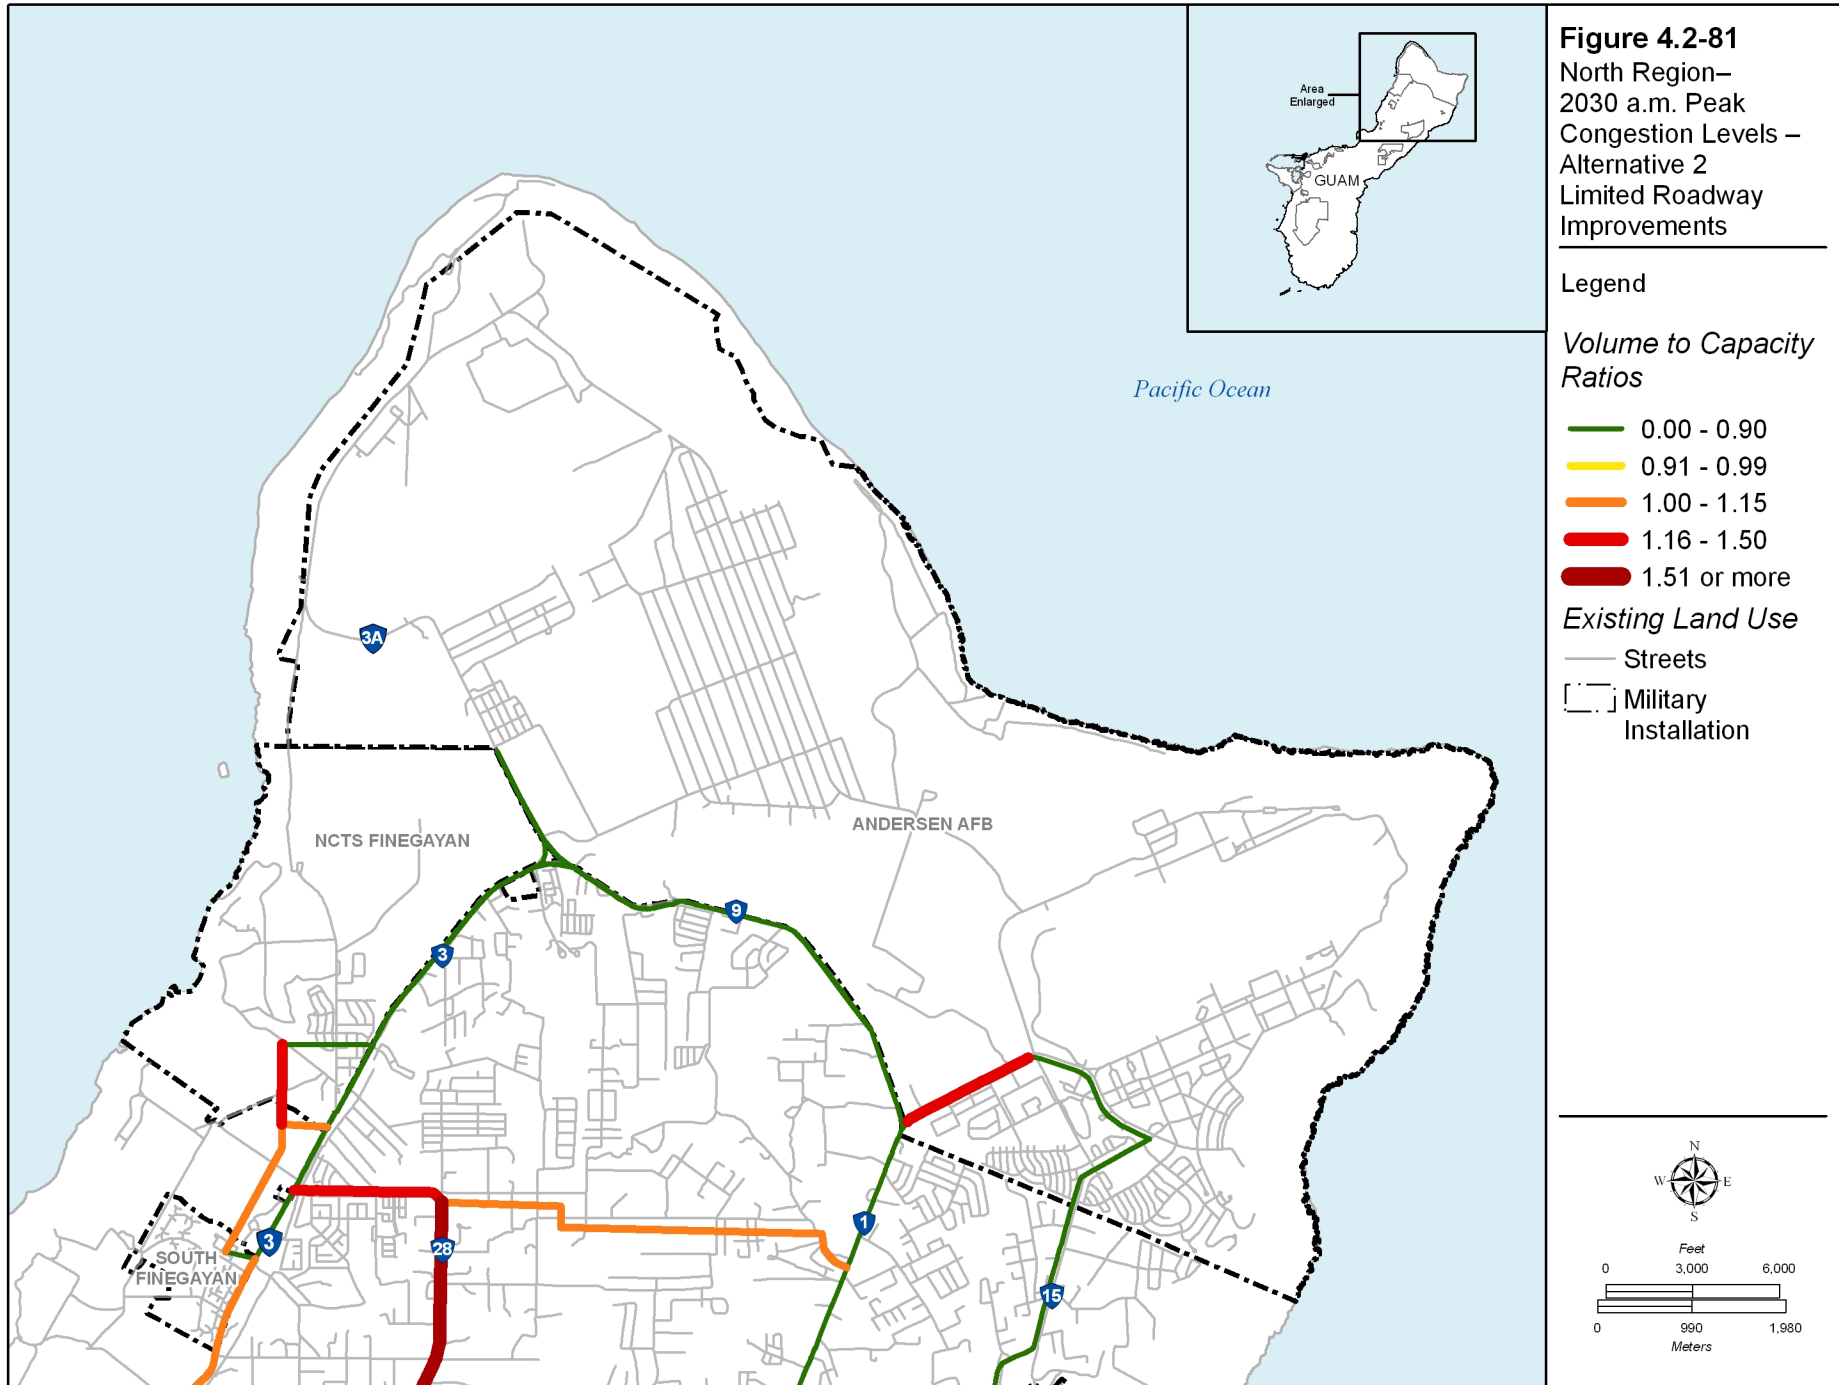 Figure 4.2-81
North Region–
2030 a.m. Peak
Congestion Levels –
Alternative 2
Limited Roadway
Improvements
Legend
Volume to Capacity
Ratios
0.00 - 0.90
0.91 - 0.99
1.00 - 1.15
1.16 - 1.50
1.51 or more
Existing Land Use
Streets
Military
Installation
N
W
E
S
Feet
0 3,000 6,000
0 990 1,980
Meters
Area
Enlarged
GUAM
Pacific Ocean
3A
NCTS FINEGAYAN
ANDERSEN AFB
9
3
1
3
28
SOUTH
FINEGAYAN
15